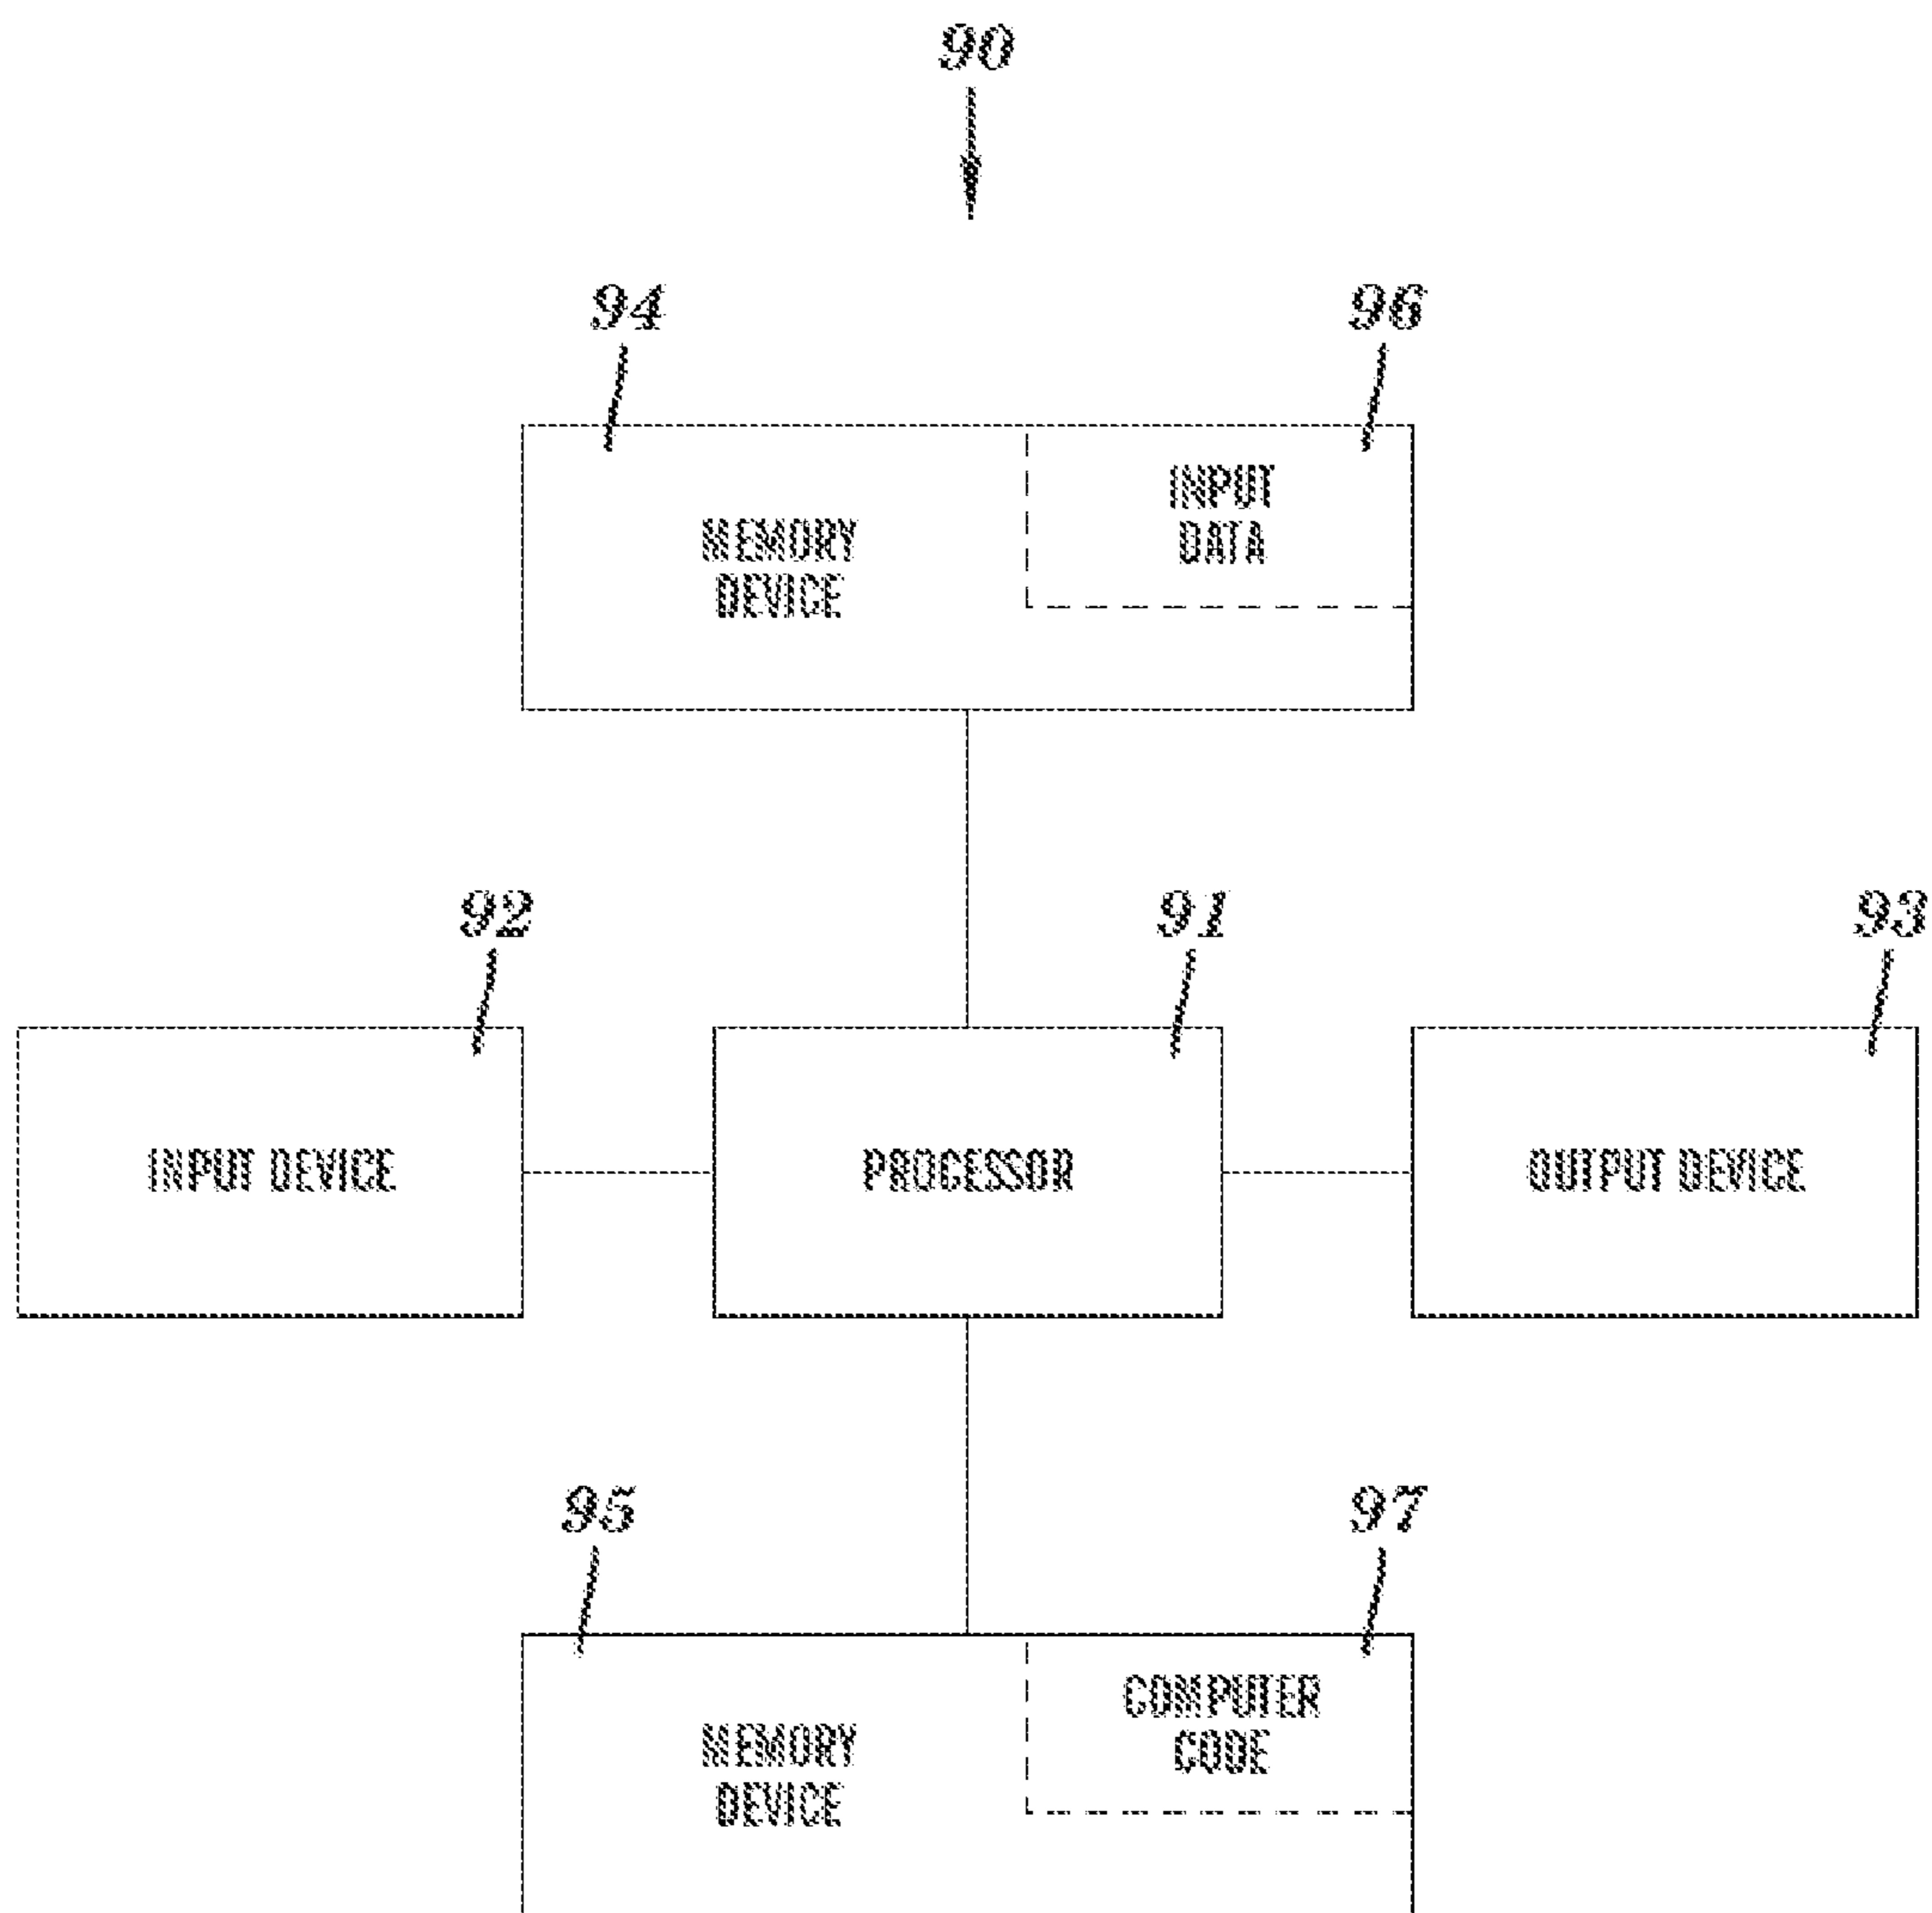 90
94
96
INPUT
DATA
MEMORY
DEVICE
92
91
93
INPUT DEVICE
PROCESSOR
OUTPUT DEVICE
95
97
COMPUTER
CODE
MEMORY
DEVICE